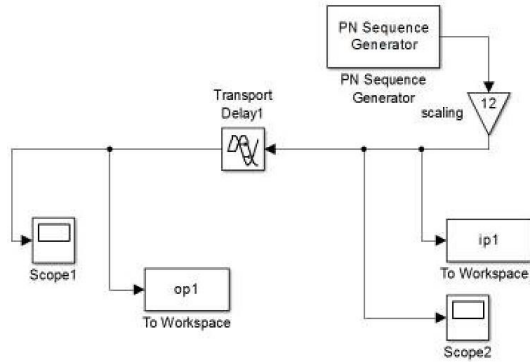 PN Sequence
Generator
PN Sequence
Generator
12
scaling
Transport
Delay1
Scope1
op1
To Workspace
ip1
To Workspace
Scope2